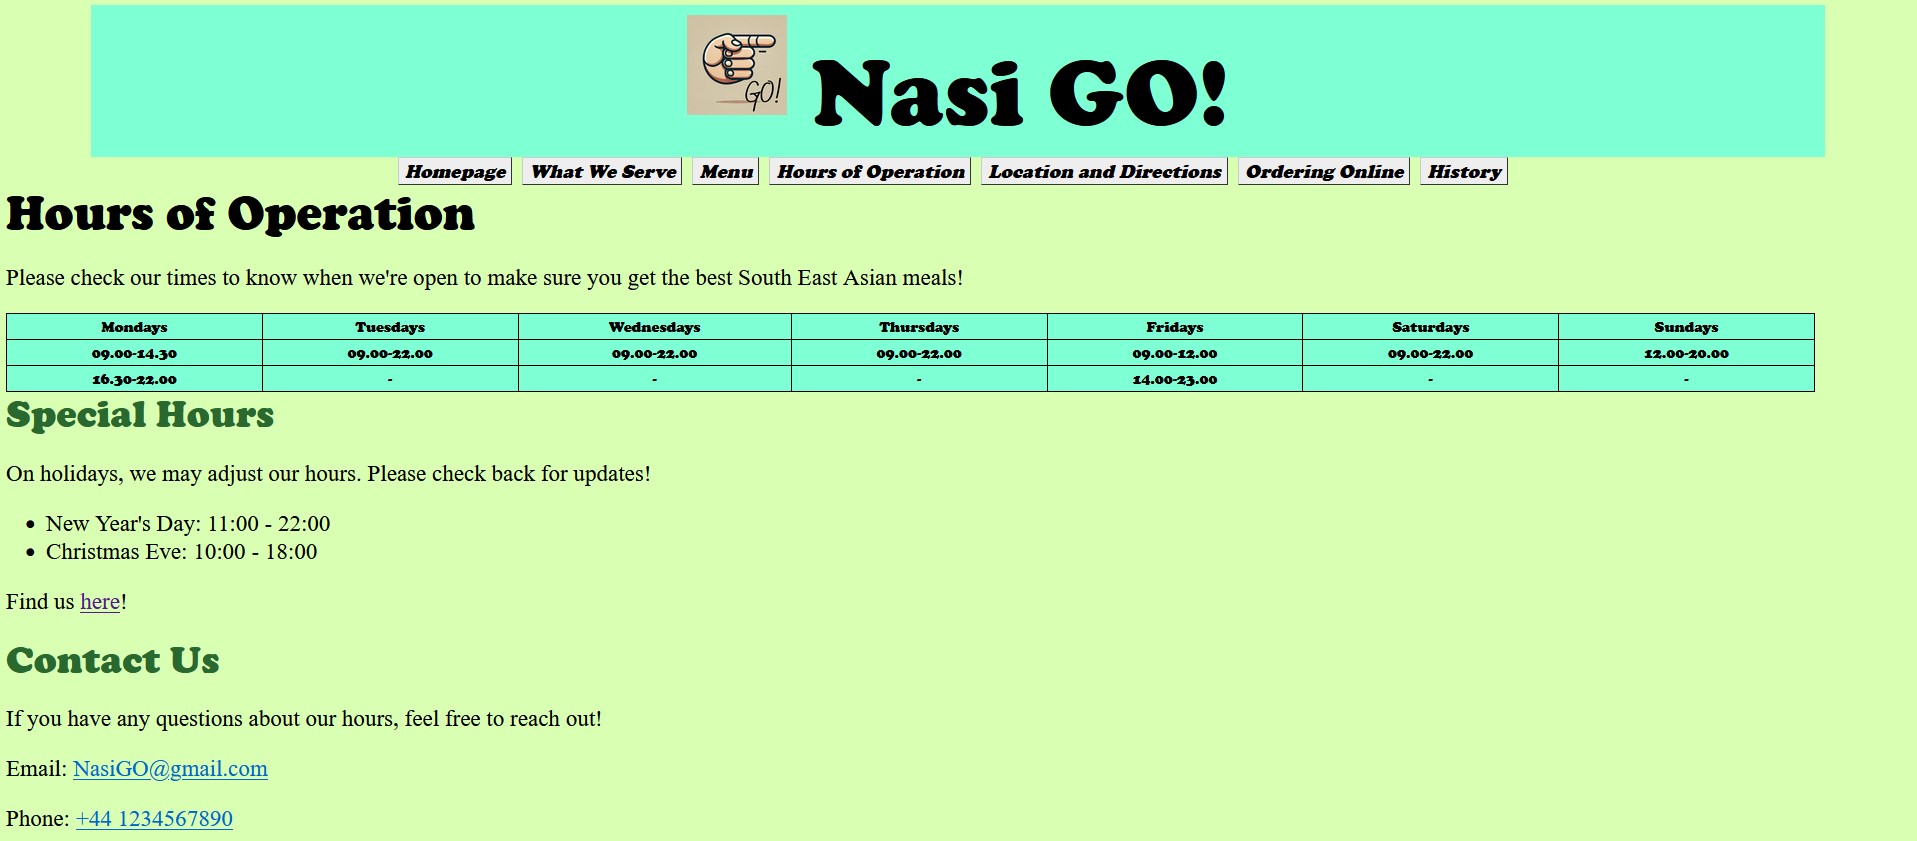 GO!
Nasi GO!
Homepage What We Serve Menu Hours of Operation Location and Directions Ordering Online History
Hours of Operation
Please check our times to know when we're open to make sure you get the best South East Asian meals!
Mondays Tuesdays Wednesdays Thursdays Fridays Saturdays Sundays
09.00-14.30 09.00-22.00 09.00-22.00 09.00-22.00 09.00-12.00 09.00-22.00 12.00-20.00
16.30-22.00 - - - 14.00-23.00 - -
Special Hours
On holidays, we may adjust our hours. Please check back for updates!
• New Year's Day: 11:00 - 22:00
• Christmas Eve: 10:00 - 18:00
Find us here!
Contact Us
If you have any questions about our hours, feel free to reach out!
Email: NasiGO@gmail.com
Phone: +44 1234567890